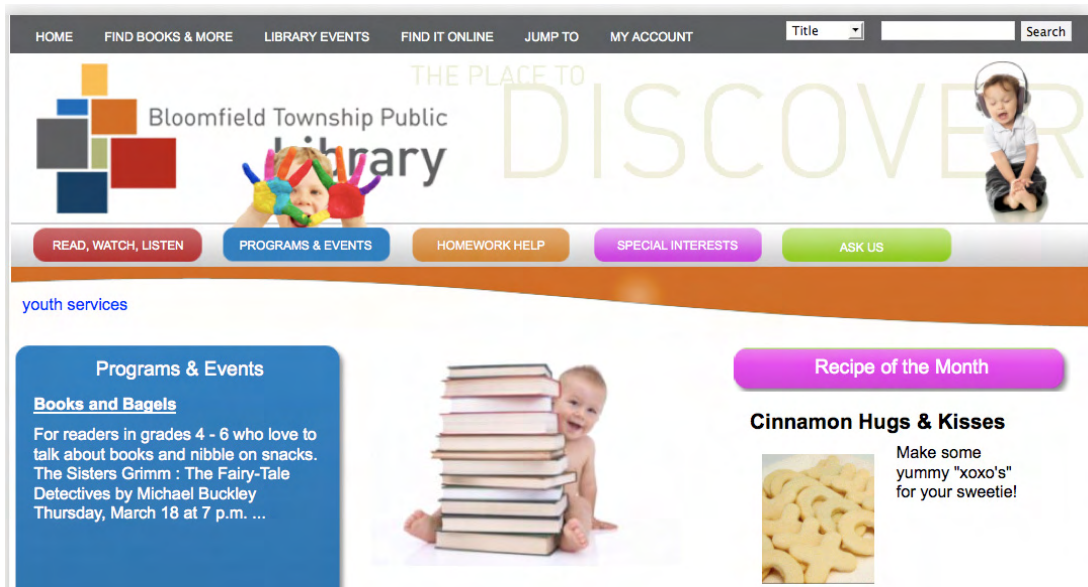 HOME FIND BOOKS & MORE LIBRARY EVENTS FIND IT ONLINE JUMP TO MY ACCOUNT Title Search
THE PLACE TO
DISCOVER
Bloomfield Township Public
Library
READ, WATCH, LISTEN PROGRAMS & EVENTS HOMEWORK HELP SPECIAL INTERESTS ASK US
youth services
Programs & Events
Books and Bagels
For readers in grades 4 - 6 who love to
talk about books and nibble on snacks.
The Sisters Grimm : The Fairy-Tale
Detectives by Michael Buckley
Thursday, March 18 at 7 p.m. ...
Recipe of the Month
Cinnamon Hugs & Kisses
Make some
yummy "xoxo's"
for your sweetie!